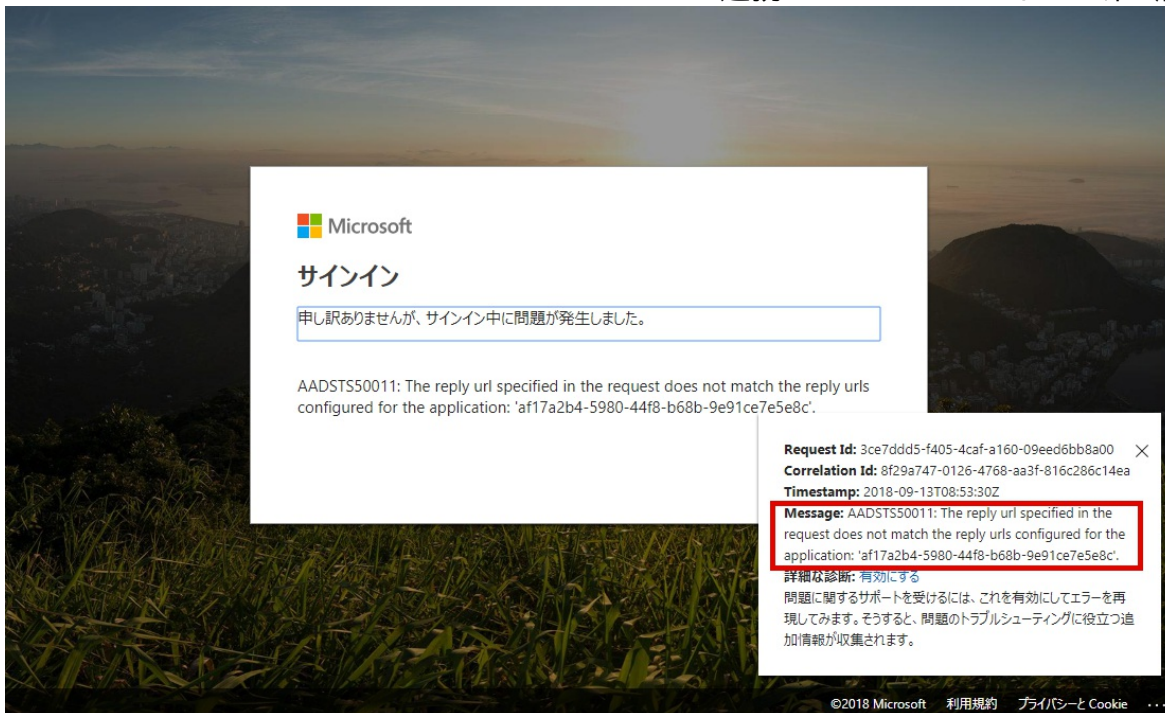 Microsoft
サインイン
申し訳ありませんが、サインイン中に問題が発生しました。
AADSTS50011: The reply url specified in the request does not match the reply urls
configured for the application: 'af17a2b4-5980-44f8-b68b-9e91ce7e5e8c'.
Request Id: 3ce7ddd5-f405-4caf-a160-09eed6bb8a00
Correlation Id: 8f29a747-0126-4768-aa3f-816c286c14ea
Timestamp: 2018-09-13T08:53:30Z
Message: AADSTS50011: The reply url specified in the
request does not match the reply urls configured for the
application: 'af17a2b4-5980-44f8-b68b-9e91ce7e5e8c'.
詳細な診断: 有効にする
問題に関するサポートを受けるには、これを有効にしてエラーを再
現してみます。そうすると、問題のトラブルシューティングに役立つ追
加情報が収集されます。
©2018 Microsoft 利用規約 プライバシーと Cookie ...